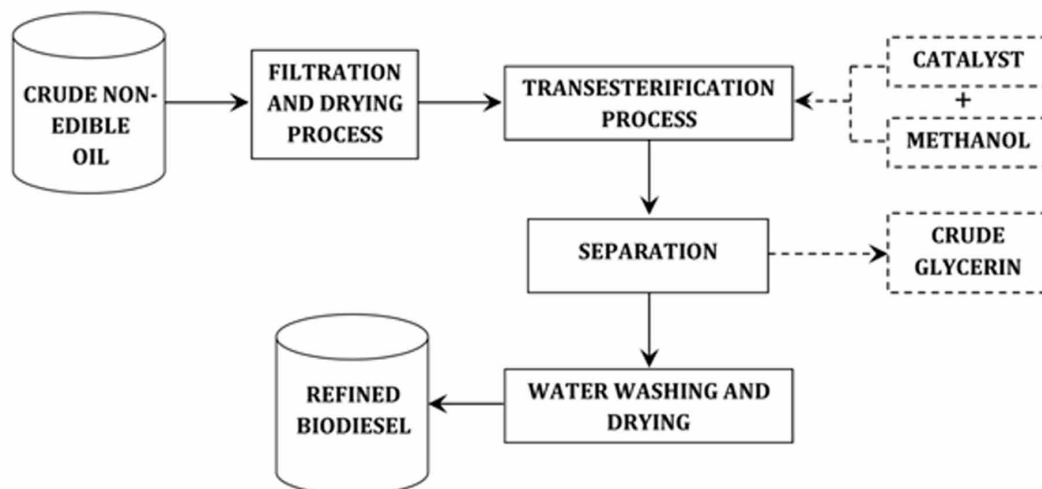 CRUDE NON-
EDIBLE
OIL
FILTRATION
AND DRYING
PROCESS
TRANSESTERIFICATION
PROCESS
CATALYST
+
METHANOL
SEPARATION
CRUDE
GLYCERIN
WATER WASHING AND
DRYING
REFINED
BIODIESEL